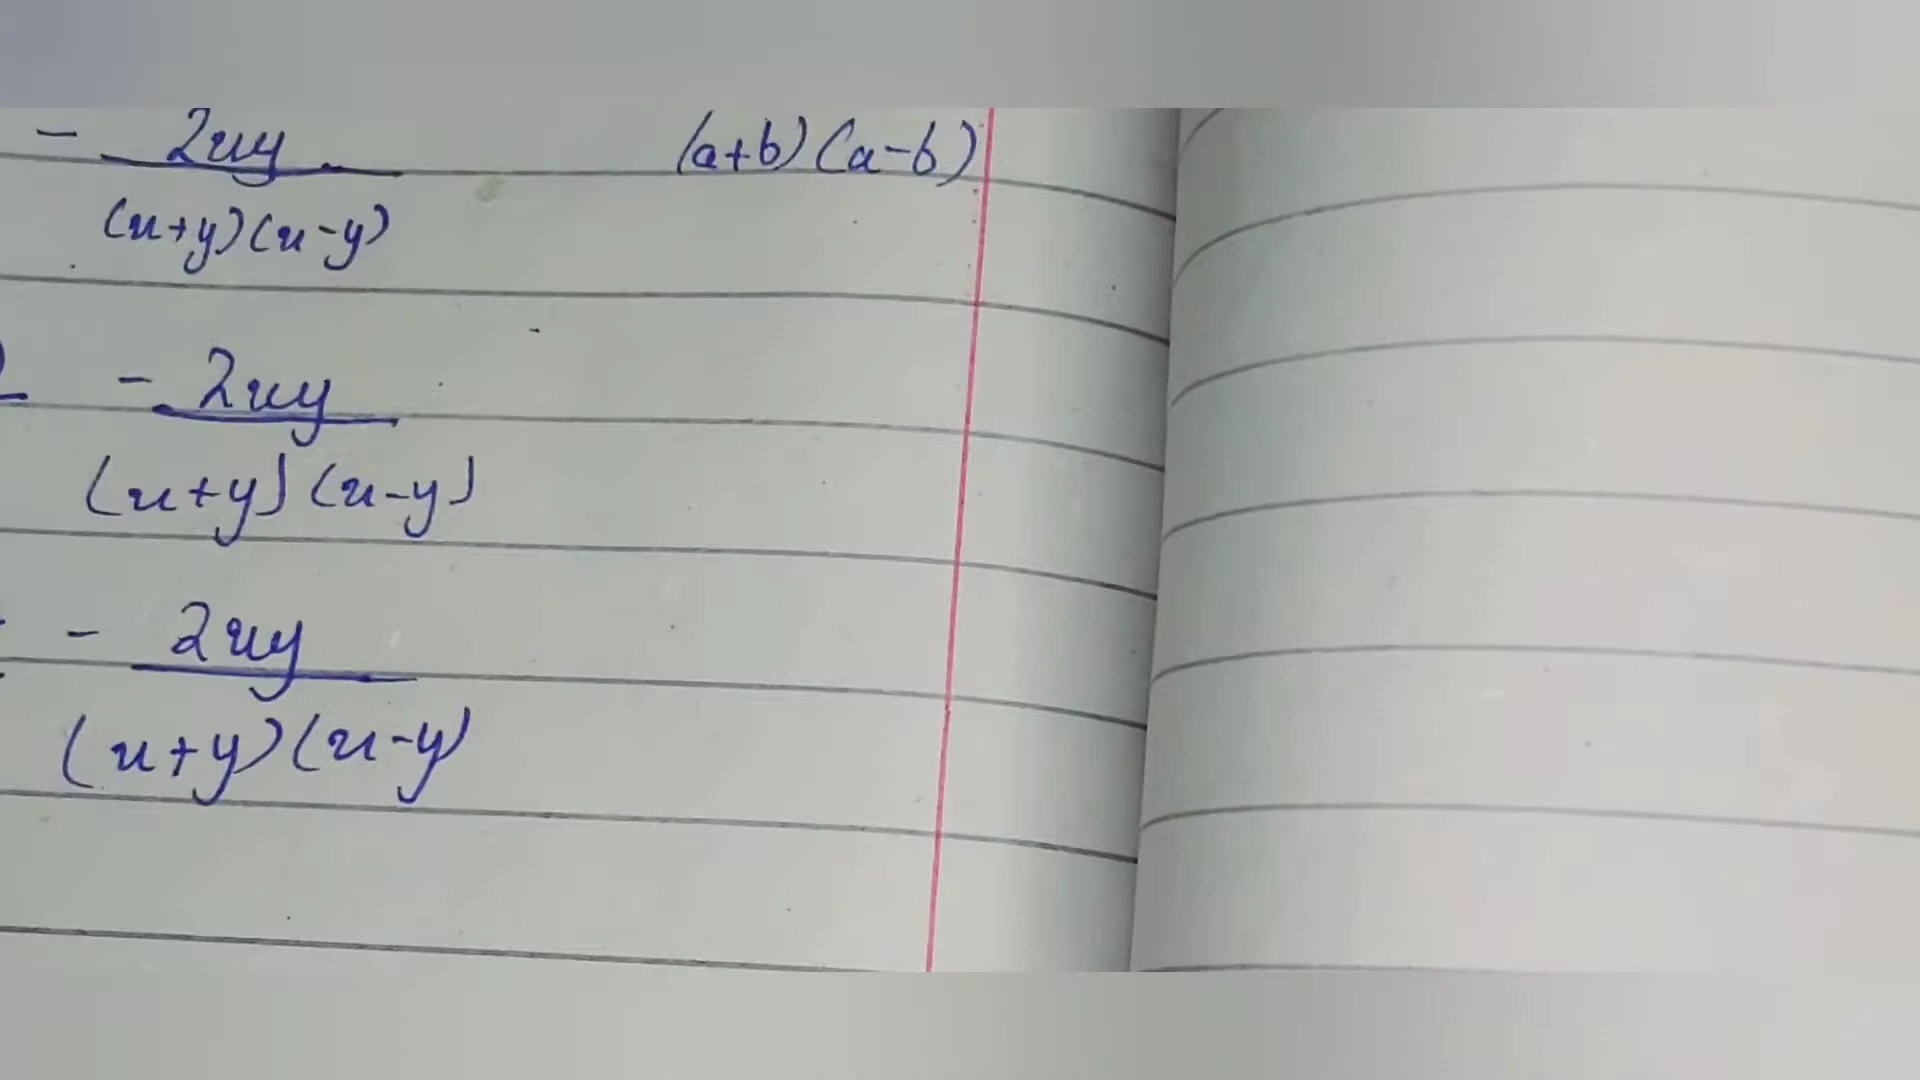 - 2xy (a+b)(a-b)
(x+y)(x-y)
- 2xy
(x+y)(x-y)
- 2xy
(x+y)(x-y)